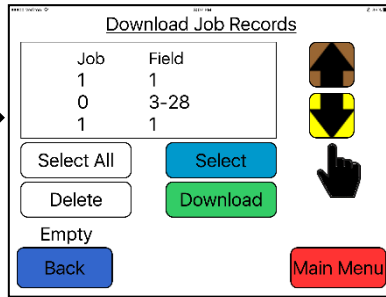 Download Job Records
Job Field
1 1
0 3-28
1 1
Select All
Select
Delete
Download
Empty
Back
Main Menu